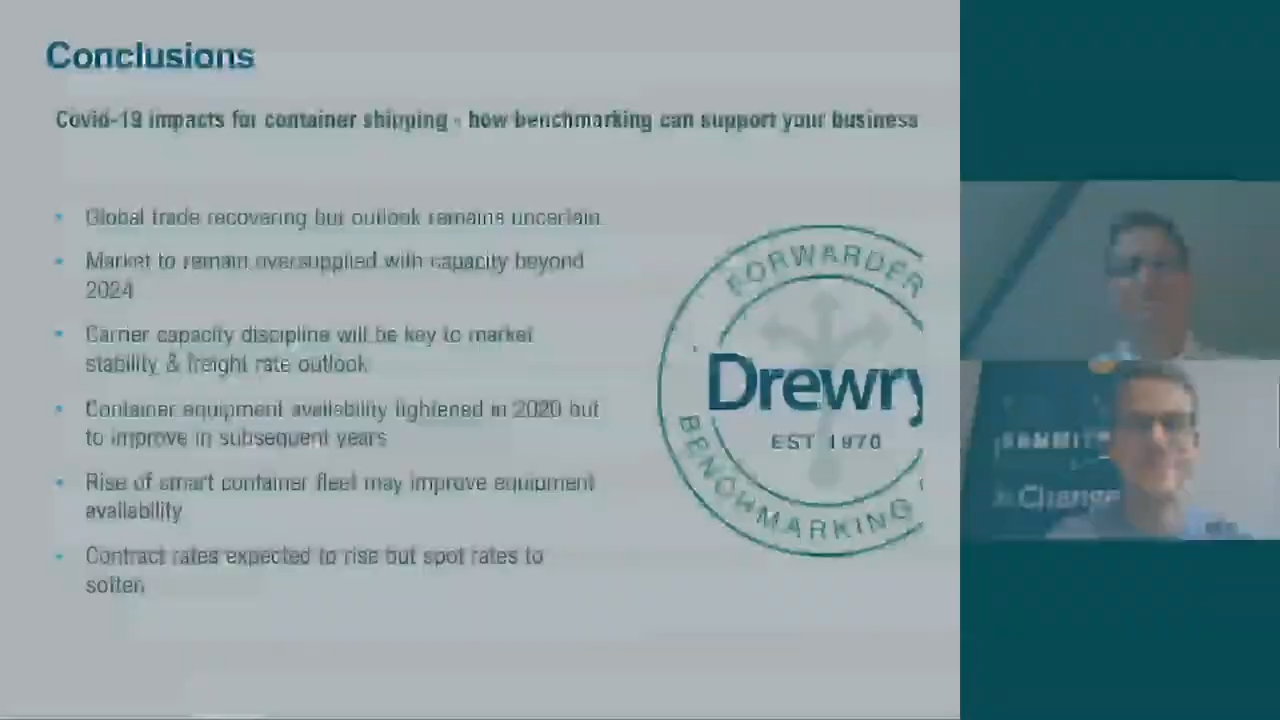 Conclusions
Covid-19 impacts for container shipping - how benchmarking can support your business
• Global trade recovering but outlook remains uncertain
• Market to remain oversupplied with capacity beyond
2024
• Carrier capacity discipline will be key to market
stability & freight rate outlook
• Container equipment availability tightened in 2020 but
to improve in subsequent years
• Rise of smart container fleet may improve equipment
availability
• Contract rates expected to rise but spot rates to
soften
FORWARDER
Drewry
EST 1970
BENCHMARKING
SUMMIT
Change